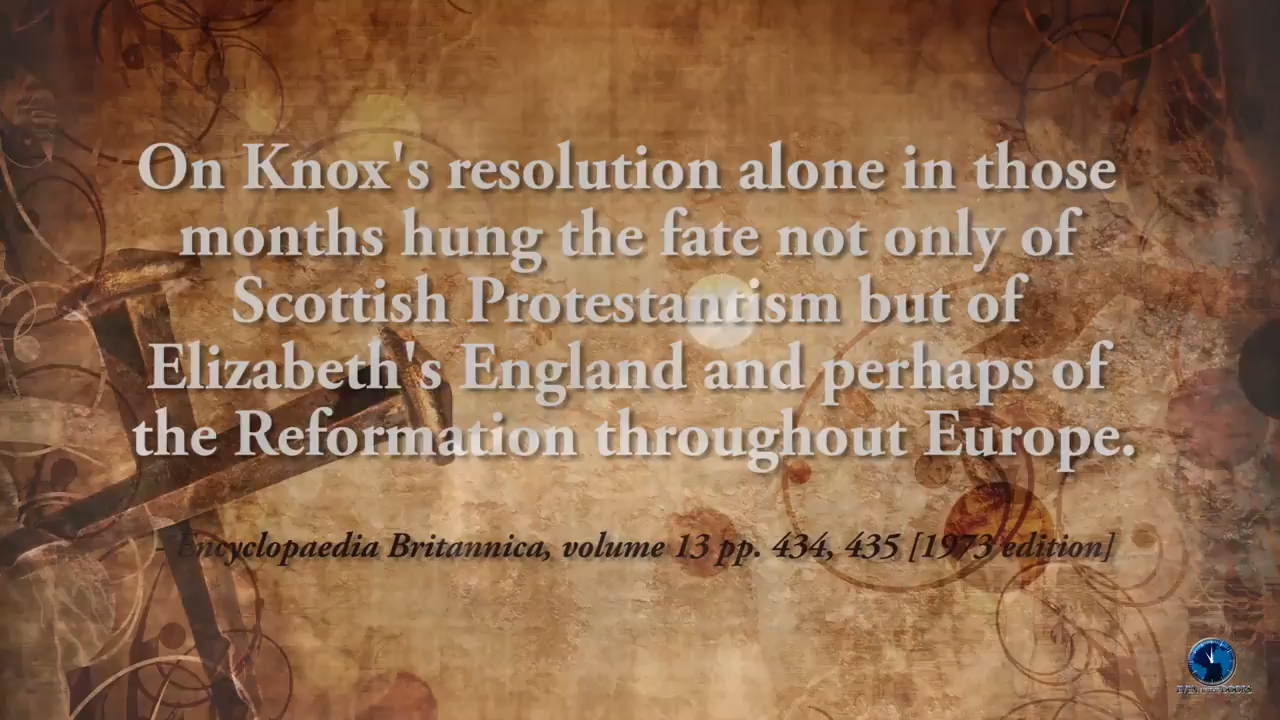 On Knox's resolution alone in those
months hung the fate not only of
Scottish Protestantism but of
Elizabeth's England and perhaps of
the Reformation throughout Europe.
- Encyclopaedia Britannica, volume 13 pp. 434, 435 [1973 edition]